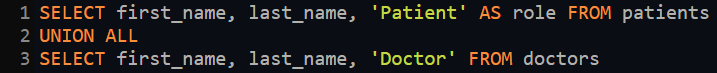 1 SELECT first_name, last_name, 'Patient' AS role FROM patients
2 UNION ALL
3 SELECT first_name, last_name, 'Doctor' FROM doctors